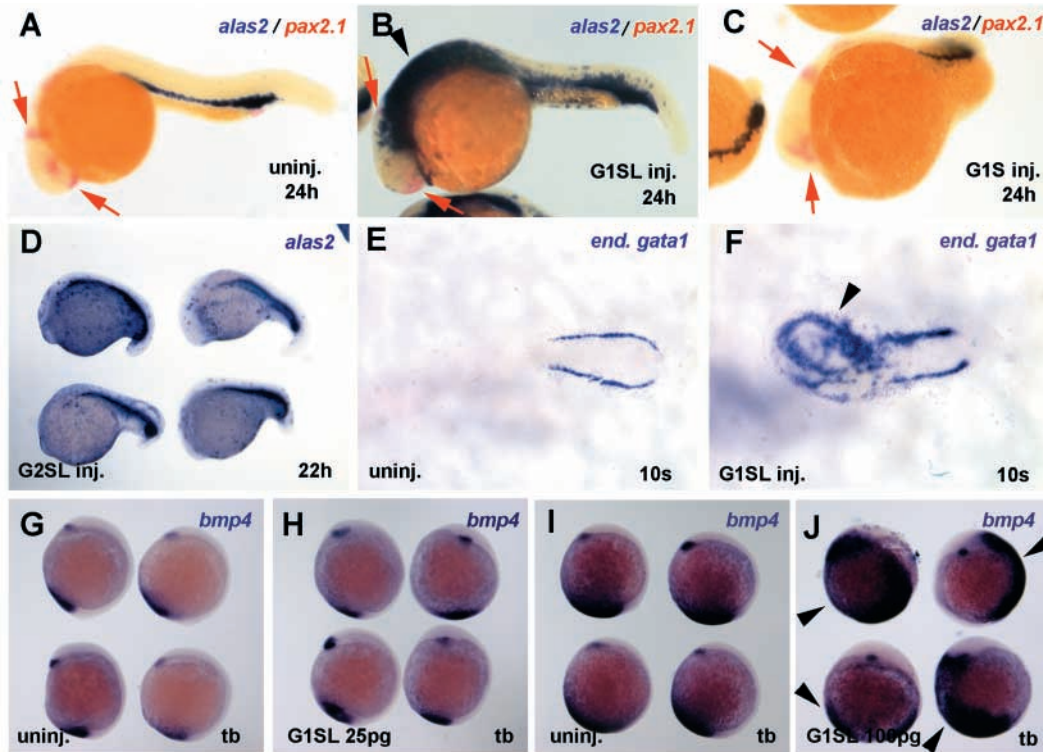 A
alas2 / pax2.1
uninj.
24h
B
alas2/pax2.1
G1SL inj.
24h
C
alas2/pax2.1
G1S inj.
24h
D
alas2
G2SL inj.
22h
E
end. gata1
uninj.
10s
F
end. gata1
G1SL inj.
10s
G
bmp4
uninj.
tb
H
bmp4
G1SL 25pg
tb
I
bmp4
uninj.
tb
J
bmp4
G1SL 100pg
tb